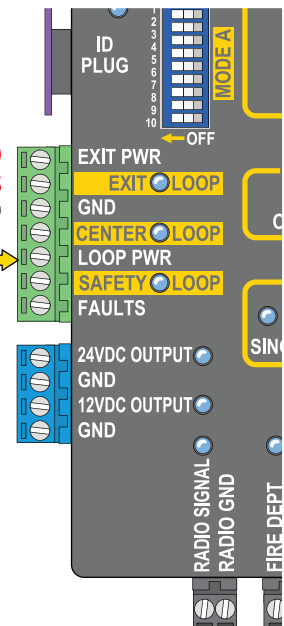 1
2
3
4
5
6
7
8
9
10
MODE A
ID
PLUG
OFF
EXIT PWR
EXIT LOOP
GND
CENTER LOOP
LOOP PWR
SAFETY LOOP
FAULTS
24VDC OUTPUT
GND
12VDC OUTPUT
GND
RADIO SIGNAL
RADIO GND
FIRE DEPT